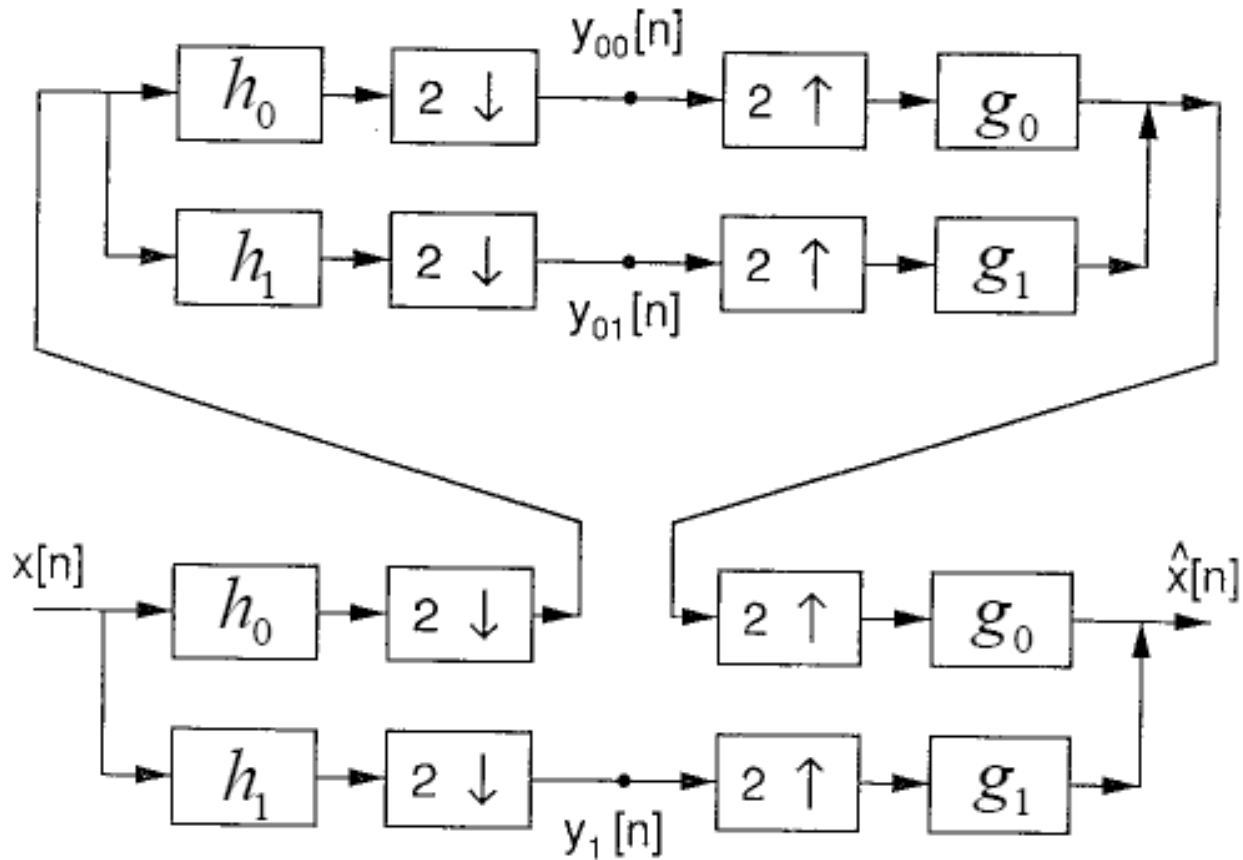 y₀₀[n]
h₀ 2 ↓ 2 ↑ g₀
h₁ 2 ↓ 2 ↑ g₁
y₀₁[n]
x[n] x̂[n]
h₀ 2 ↓ 2 ↑ g₀
h₁ 2 ↓ 2 ↑ g₁
y₁[n]